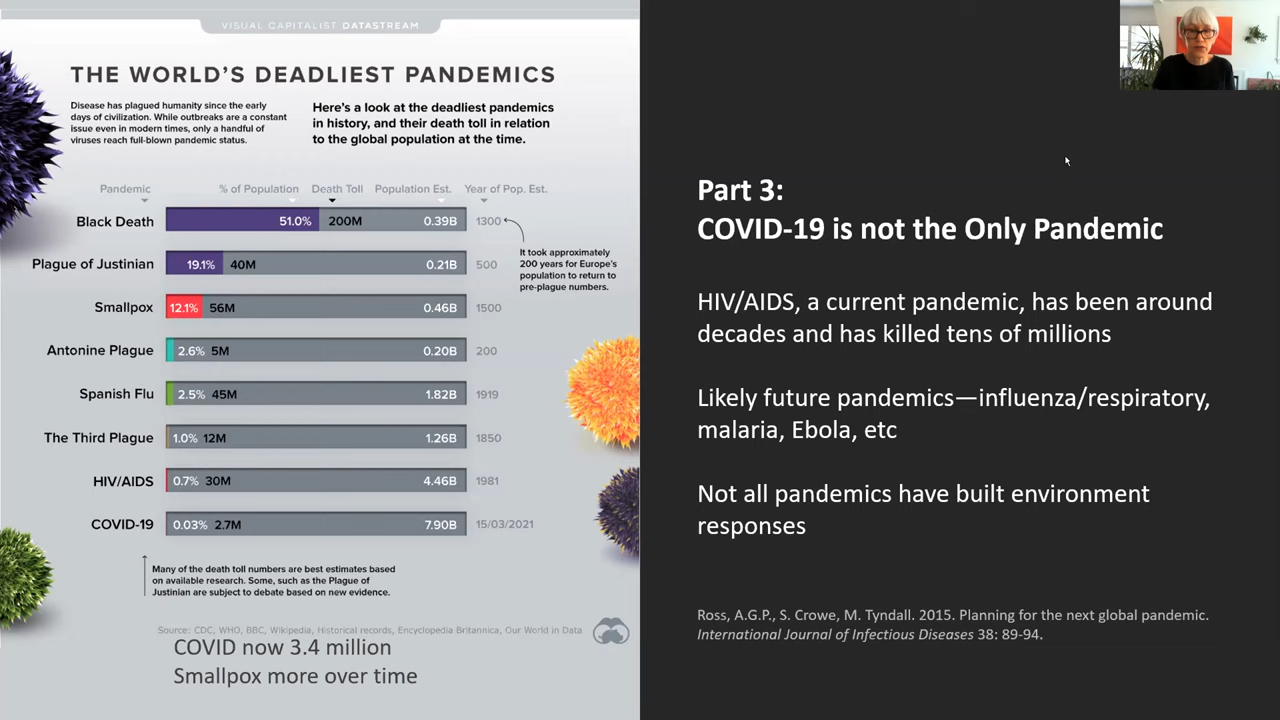 VISUAL CAPITALIST DATASTREAM
THE WORLD'S DEADLIEST PANDEMICS
Disease has plagued humanity since the early
days of civilization. While outbreaks are a constant
issue even in modern times, only a handful of
viruses reach full-blown pandemic status.
Here's a look at the deadliest pandemics
in history, and their death toll in relation
to the global population at the time.
Pandemic % of Population Death Toll Population Est. Year of Pop. Est.
Black Death 51.0% 200M 0.39B 1300
It took approximately
200 years for Europe's
population to return to
pre-plague numbers.
Plague of Justinian 19.1% 40M 0.21B 500
Smallpox 12.1% 56M 0.46B 1500
Antonine Plague 2.6% 5M 0.20B 200
Spanish Flu 2.5% 45M 1.82B 1919
The Third Plague 1.0% 12M 1.26B 1850
HIV/AIDS 0.7% 30M 4.46B 1981
COVID-19 0.03% 2.7M 7.90B 15/03/2021
Many of the death toll numbers are best estimates based
on available research. Some, such as the Plague of
Justinian are subject to debate based on new evidence.
Source: CDC, WHO, BBC, Wikipedia, Historical records, Encyclopedia Britannica, Our World in Data
COVID now 3.4 million
Smallpox more over time
Part 3:
COVID-19 is not the Only Pandemic
HIV/AIDS, a current pandemic, has been around
decades and has killed tens of millions
Likely future pandemics—influenza/respiratory,
malaria, Ebola, etc
Not all pandemics have built environment
responses
Ross, A.G.P., S. Crowe, M. Tyndall. 2015. Planning for the next global pandemic.
International Journal of Infectious Diseases 38: 89-94.